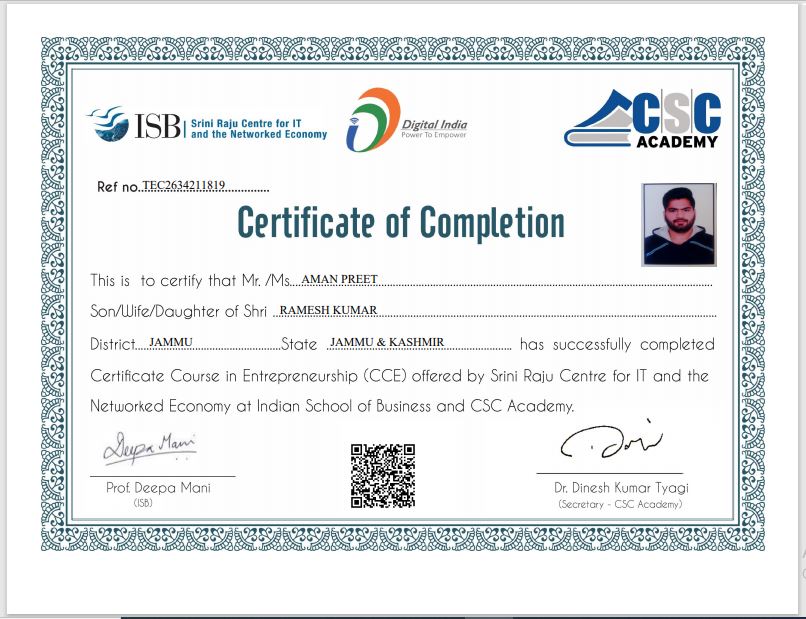 ISB
Srini Raju Centre for IT
and the Networked Economy
Digital India
Power To Empower
CSC
ACADEMY
Ref no. TEC2634211819
Certificate of Completion
This is to certify that Mr. /Ms. AMAN PREET
Son/Wife/Daughter of Shri RAMESH KUMAR
District JAMMU State JAMMU & KASHMIR has successfully completed
Certificate Course in Entrepreneurship (CCE) offered by Srini Raju Centre for IT and the
Networked Economy at Indian School of Business and CSC Academy.
Deepa Mani
Prof. Deepa Mani
(ISB)
Dr. Dinesh Kumar Tyagi
(Secretary - CSC Academy)